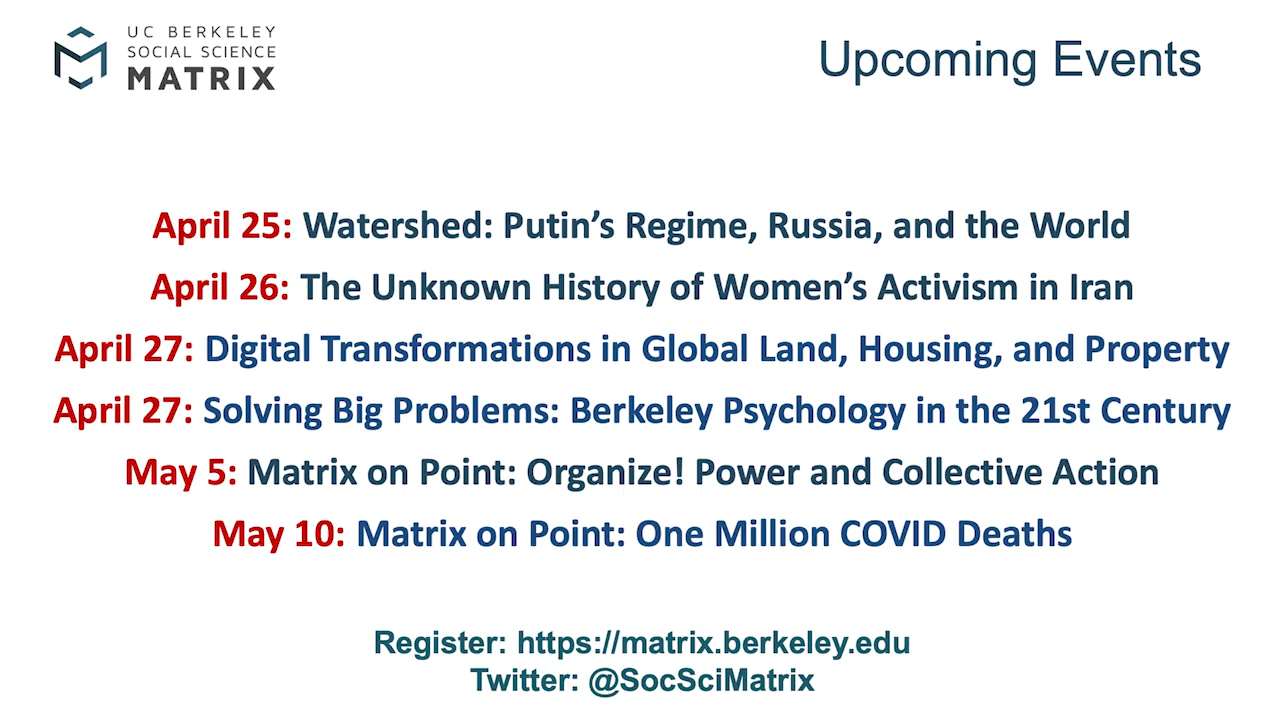 UC BERKELEY
SOCIAL SCIENCE
MATRIX
Upcoming Events
April 25: Watershed: Putin’s Regime, Russia, and the World
April 26: The Unknown History of Women’s Activism in Iran
April 27: Digital Transformations in Global Land, Housing, and Property
April 27: Solving Big Problems: Berkeley Psychology in the 21st Century
May 5: Matrix on Point: Organize! Power and Collective Action
May 10: Matrix on Point: One Million COVID Deaths
Register: https://matrix.berkeley.edu
Twitter: @SocSciMatrix